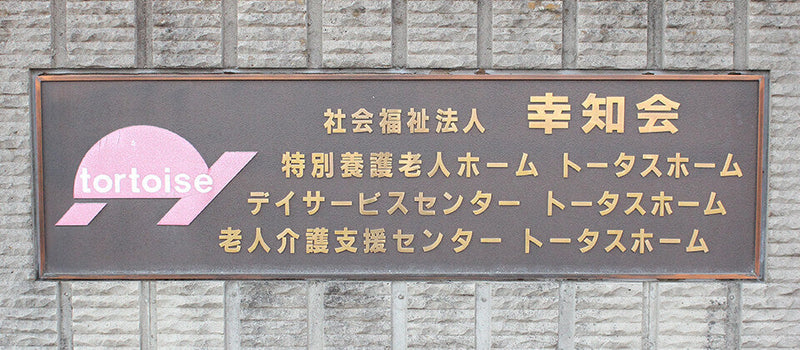 tortoise
社会福祉法人 幸知会
特別養護老人ホーム トータスホーム
デイサービスセンター トータスホーム
老人介護支援センター トータスホーム